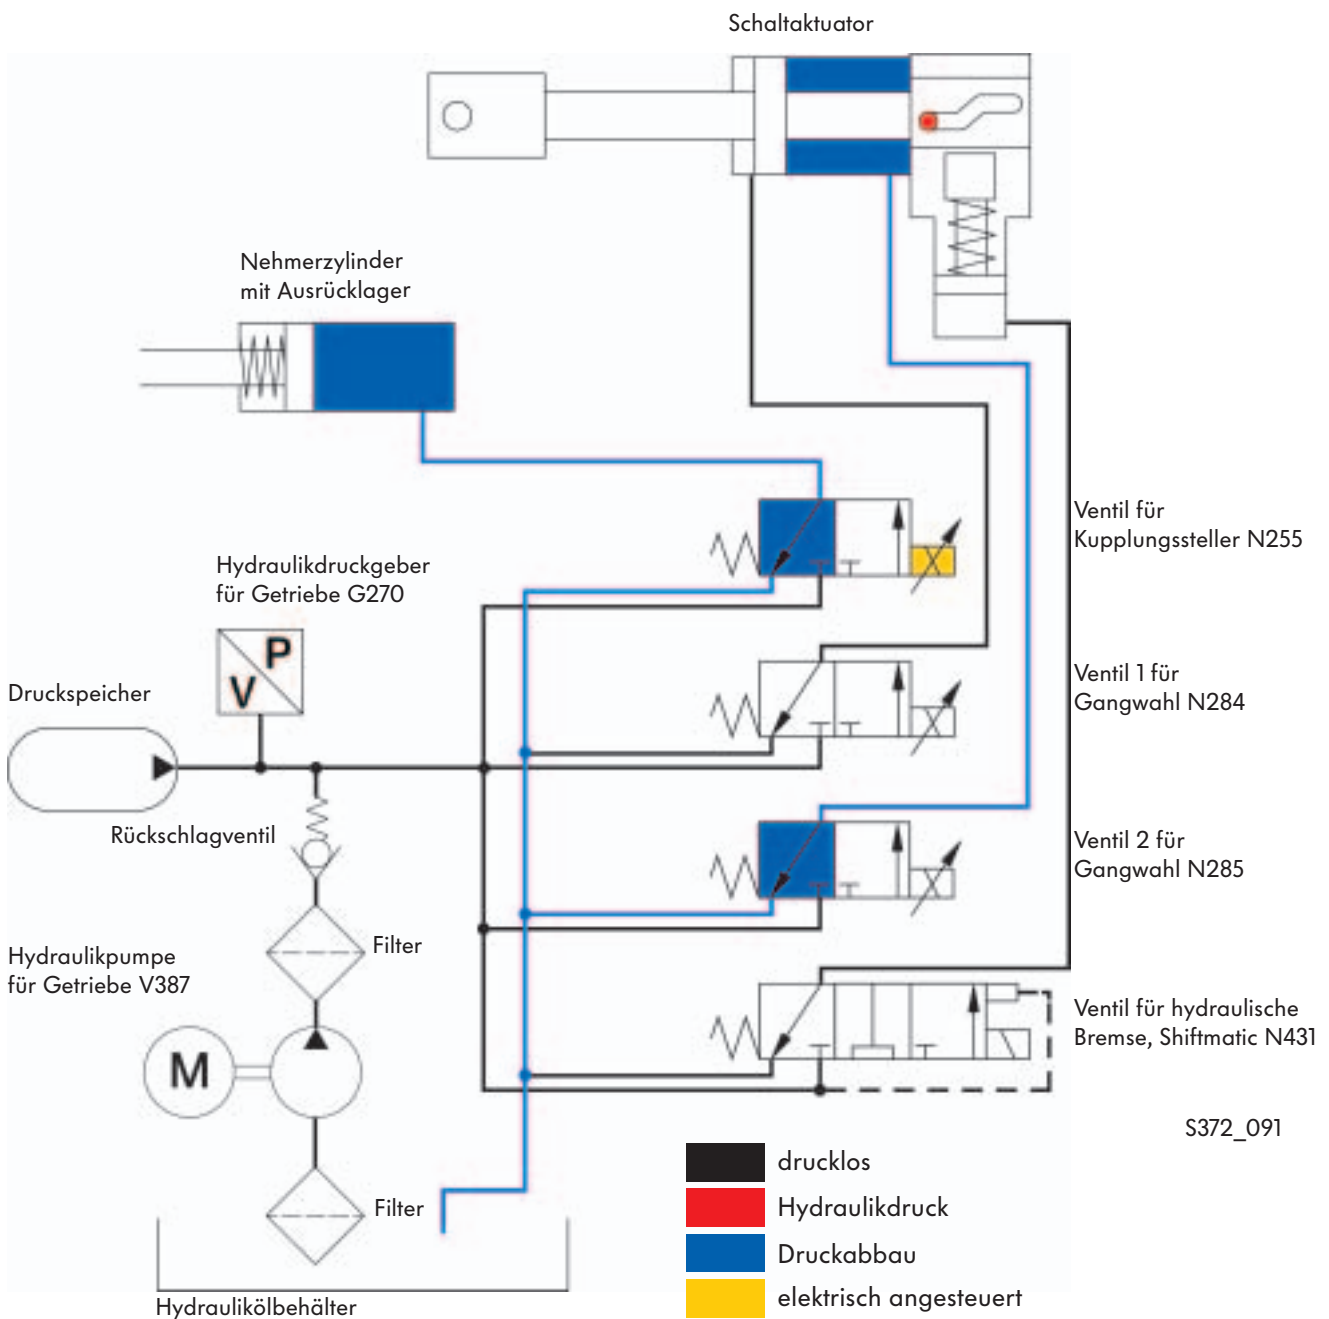 Schaltaktuator
Nehmerzylinder
mit Ausrücklager
Ventil für
Kupplungssteller N255
Hydraulikdruckgeber
für Getriebe G270
P
V
Druckspeicher
Ventil 1 für
Gangwahl N284
Rückschlagventil
Ventil 2 für
Gangwahl N285
Filter
Hydraulikpumpe
für Getriebe V387
Ventil für hydraulische
Bremse, Shiftmatic N431
M
S372_091
drucklos
Hydraulikdruck
Filter
Druckabbau
elektrisch angesteuert
Hydraulikölbehälter